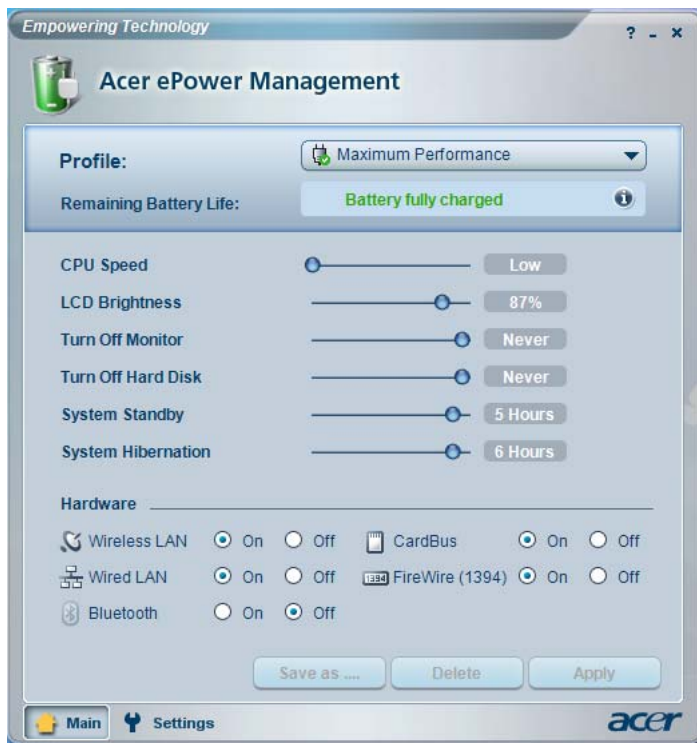 Empowering Technology
? - ×
Acer ePower Management
Profile: Maximum Performance
Remaining Battery Life: Battery fully charged
CPU Speed Low
LCD Brightness 87%
Turn Off Monitor Never
Turn Off Hard Disk Never
System Standby 5 Hours
System Hibernation 6 Hours
Hardware
Wireless LAN On Off CardBus On Off
Wired LAN On Off 1394 FireWire (1394) On Off
Bluetooth On Off
Save as .... Delete Apply
Main Settings acer